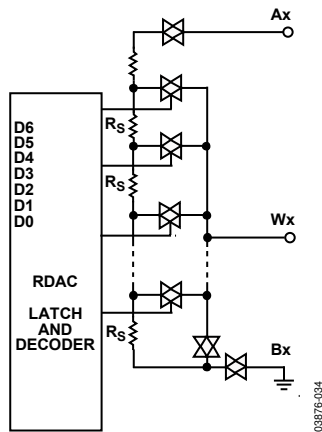 Ax
D6
D5
D4
D3
D2
D1
D0
RS
RS
Wx
RDAC
LATCH
AND
DECODER
RS
Bx
03876-034